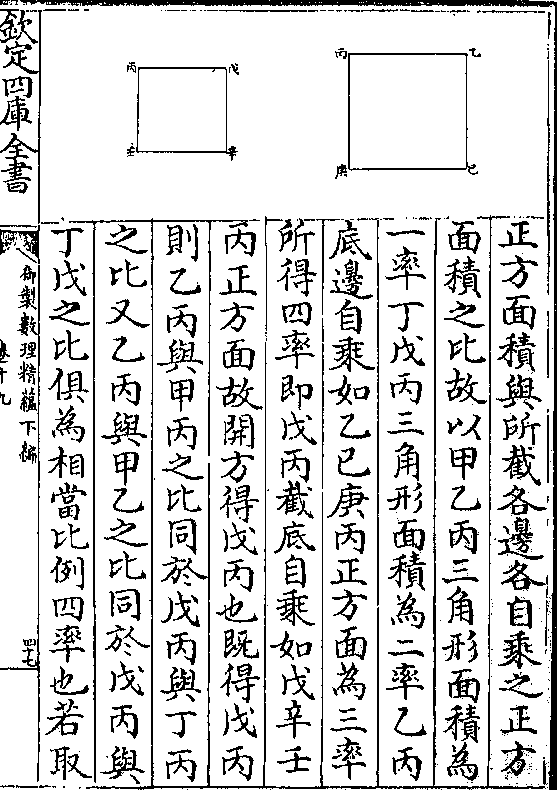 乙
丙
己
庚
戊
丙
辛
壬
正方面積與所截各邊各自乘之正方
面積之比故以甲乙丙三角形面積為
一率丁戊丙三角形面積為二率乙丙
底邊自乘如乙已庚丙正方面為三率
所得四率即戊丙截底自乘如戊辛壬
丙正方面故開方得戊丙也既得戊丙
則乙丙與甲丙之比同於戊丙與丁丙
之比又乙丙與甲乙之比同於戊丙與
丁戊之比俱為相當比例四率也若取
欽定四庫全書
御製數理精蘊下編
卷十九
四十七